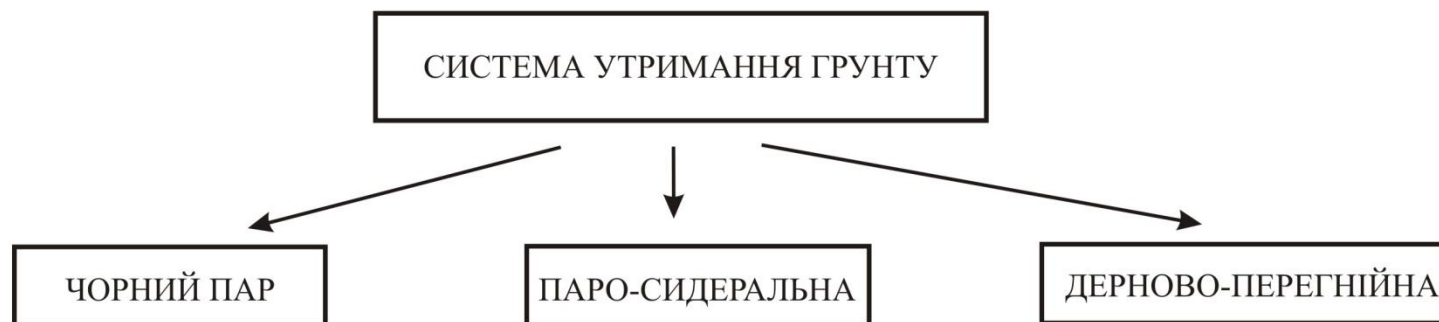 СИСТЕМА УТРИМАННЯ ГРУНТУ
ЧОРНИЙ ПАР
ПАРО-СИДЕРАЛЬНА
ДЕРНОВО-ПЕРЕГНІЙНА